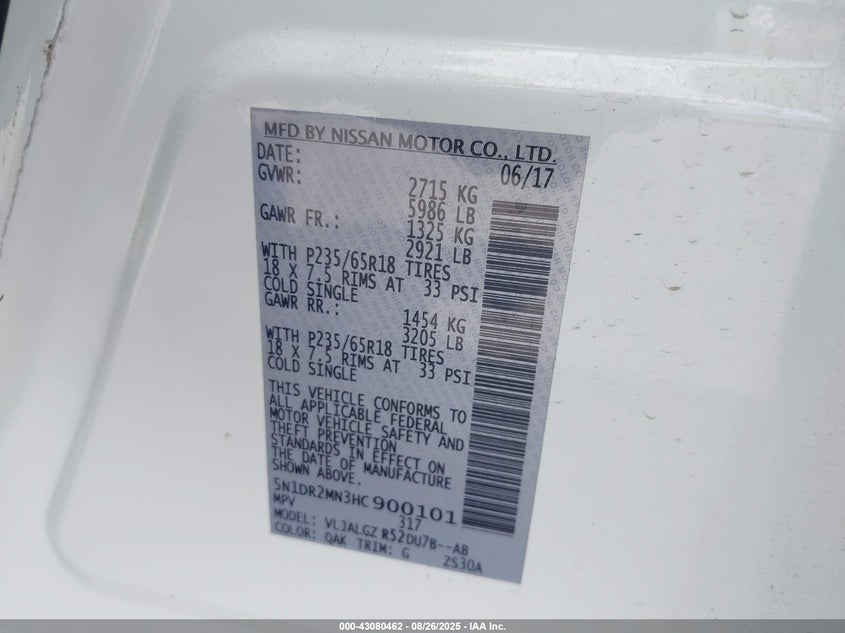 MFD BY NISSAN MOTOR CO., LTD.
DATE: 06/17
GVWR: 2715 KG
5986 LB
GAWR FR.: 1325 KG
2921 LB
WITH P235/65R18 TIRES
18 X 7.5 RIMS AT 33 PSI
COLD SINGLE
GAWR RR.: 1454 KG
3205 LB
WITH P235/65R18 TIRES
18 X 7.5 RIMS AT 33 PSI
COLD SINGLE
THIS VEHICLE CONFORMS TO
ALL APPLICABLE FEDERAL
MOTOR VEHICLE SAFETY AND
THEFT PREVENTION
STANDARDS IN EFFECT ON
THE DATE OF MANUFACTURE
SHOWN ABOVE.
5N1DR2MN3HC900101
MPV 317
MODEL: VLJALGZ R52DU7B--AB
COLOR: QAK TRIM: G ZS30A
000-43080462 - 08/26/2025 - IAA Inc.